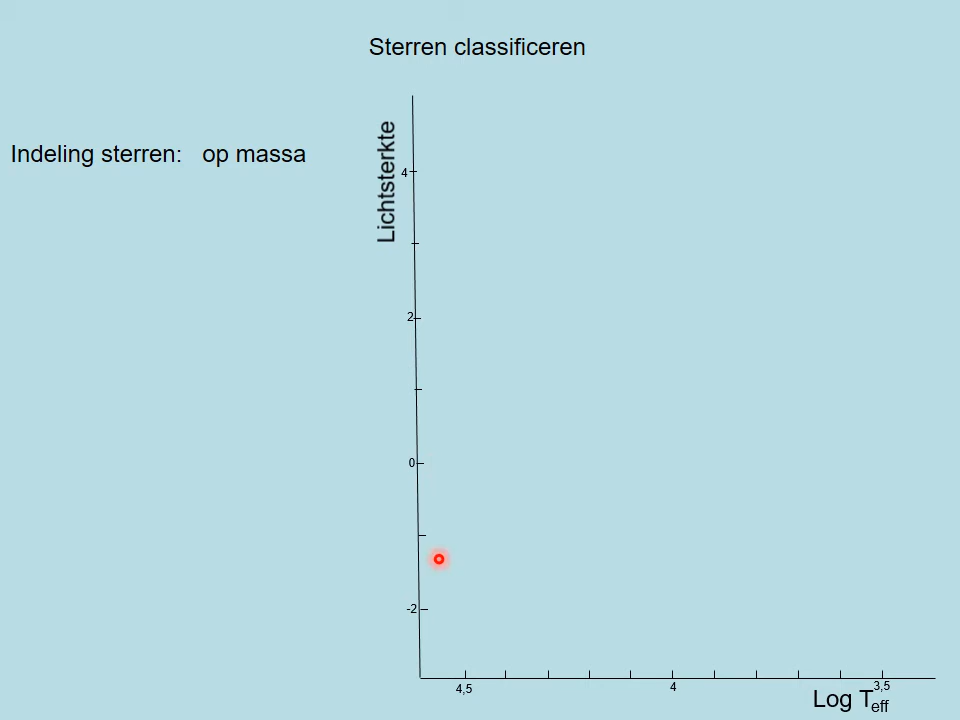 Sterren classificeren
Indeling sterren: op massa
Lichtsterkte
4
2
0
-2
4,5
4
3,5
Log Teff